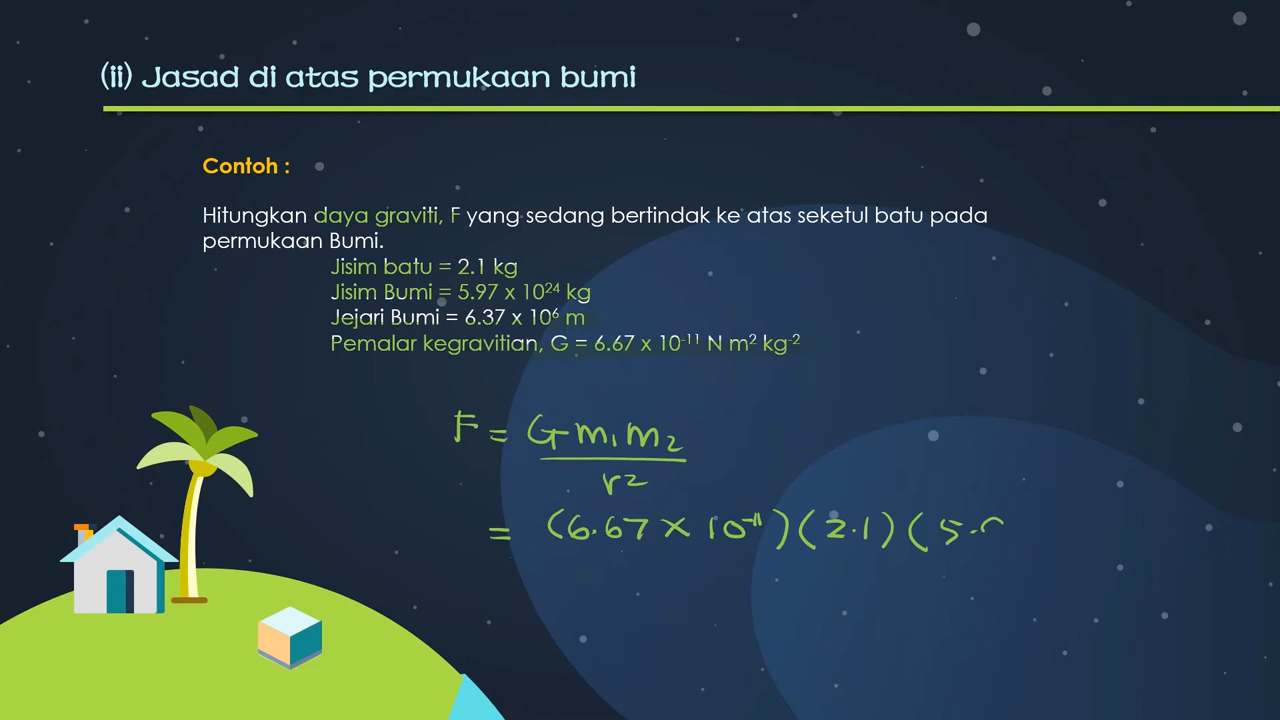 (ii) Jasad di atas permukaan bumi
Contoh :
Hitungkan daya graviti, F yang sedang bertindak ke atas seketul batu pada
permukaan Bumi.
Jisim batu = 2.1 kg
Jisim Bumi = 5.97 x 10²⁴ kg
Jejari Bumi = 6.37 x 10⁶ m
Pemalar kegravitian, G = 6.67 x 10⁻¹¹ N m² kg⁻²
F = G m₁ m₂
r²
= (6.67 × 10⁻¹¹)(2.1)(5.